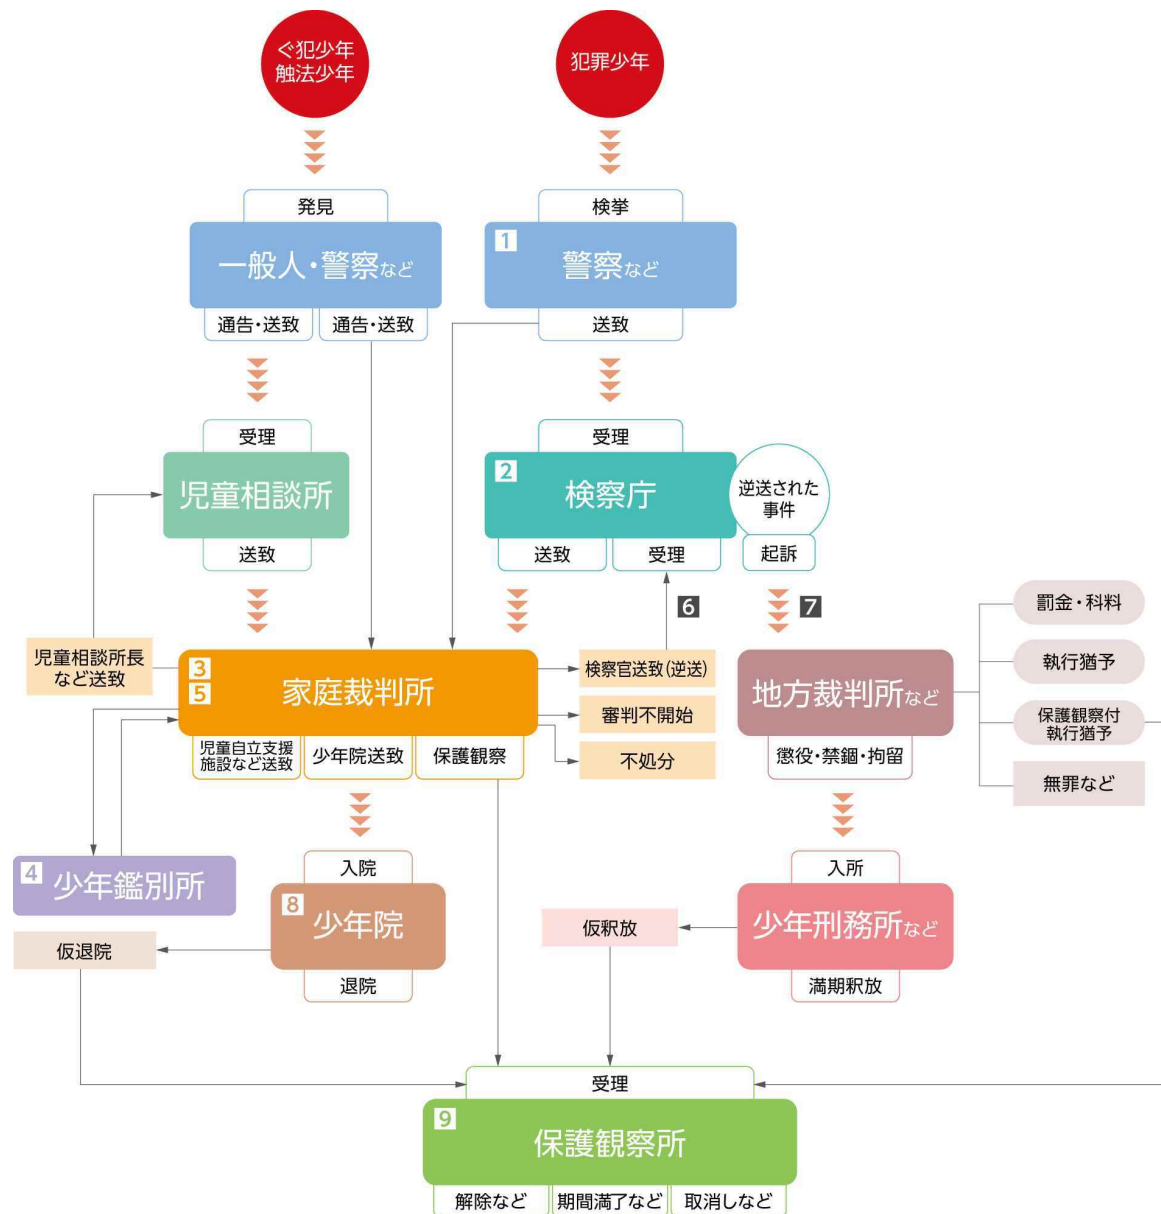 ぐ犯少年
触法少年
犯罪少年
発見
一般人・警察など
通告・送致
通告・送致
検挙
1
警察など
送致
受理
児童相談所
送致
受理
2
検察庁
逆送された
事件
送致
受理
起訴
6
7
児童相談所長
など送致
3
5
家庭裁判所
児童自立支援
施設など送致
少年院送致
保護観察
検察官送致(逆送)
審判不開始
不処分
地方裁判所など
懲役・禁錮・拘留
罰金・科料
執行猶予
保護観察付
執行猶予
無罪など
4
少年鑑別所
入院
8
少年院
退院
仮退院
入所
少年刑務所など
満期釈放
仮釈放
受理
9
保護観察所
解除など
期間満了など
取消しなど